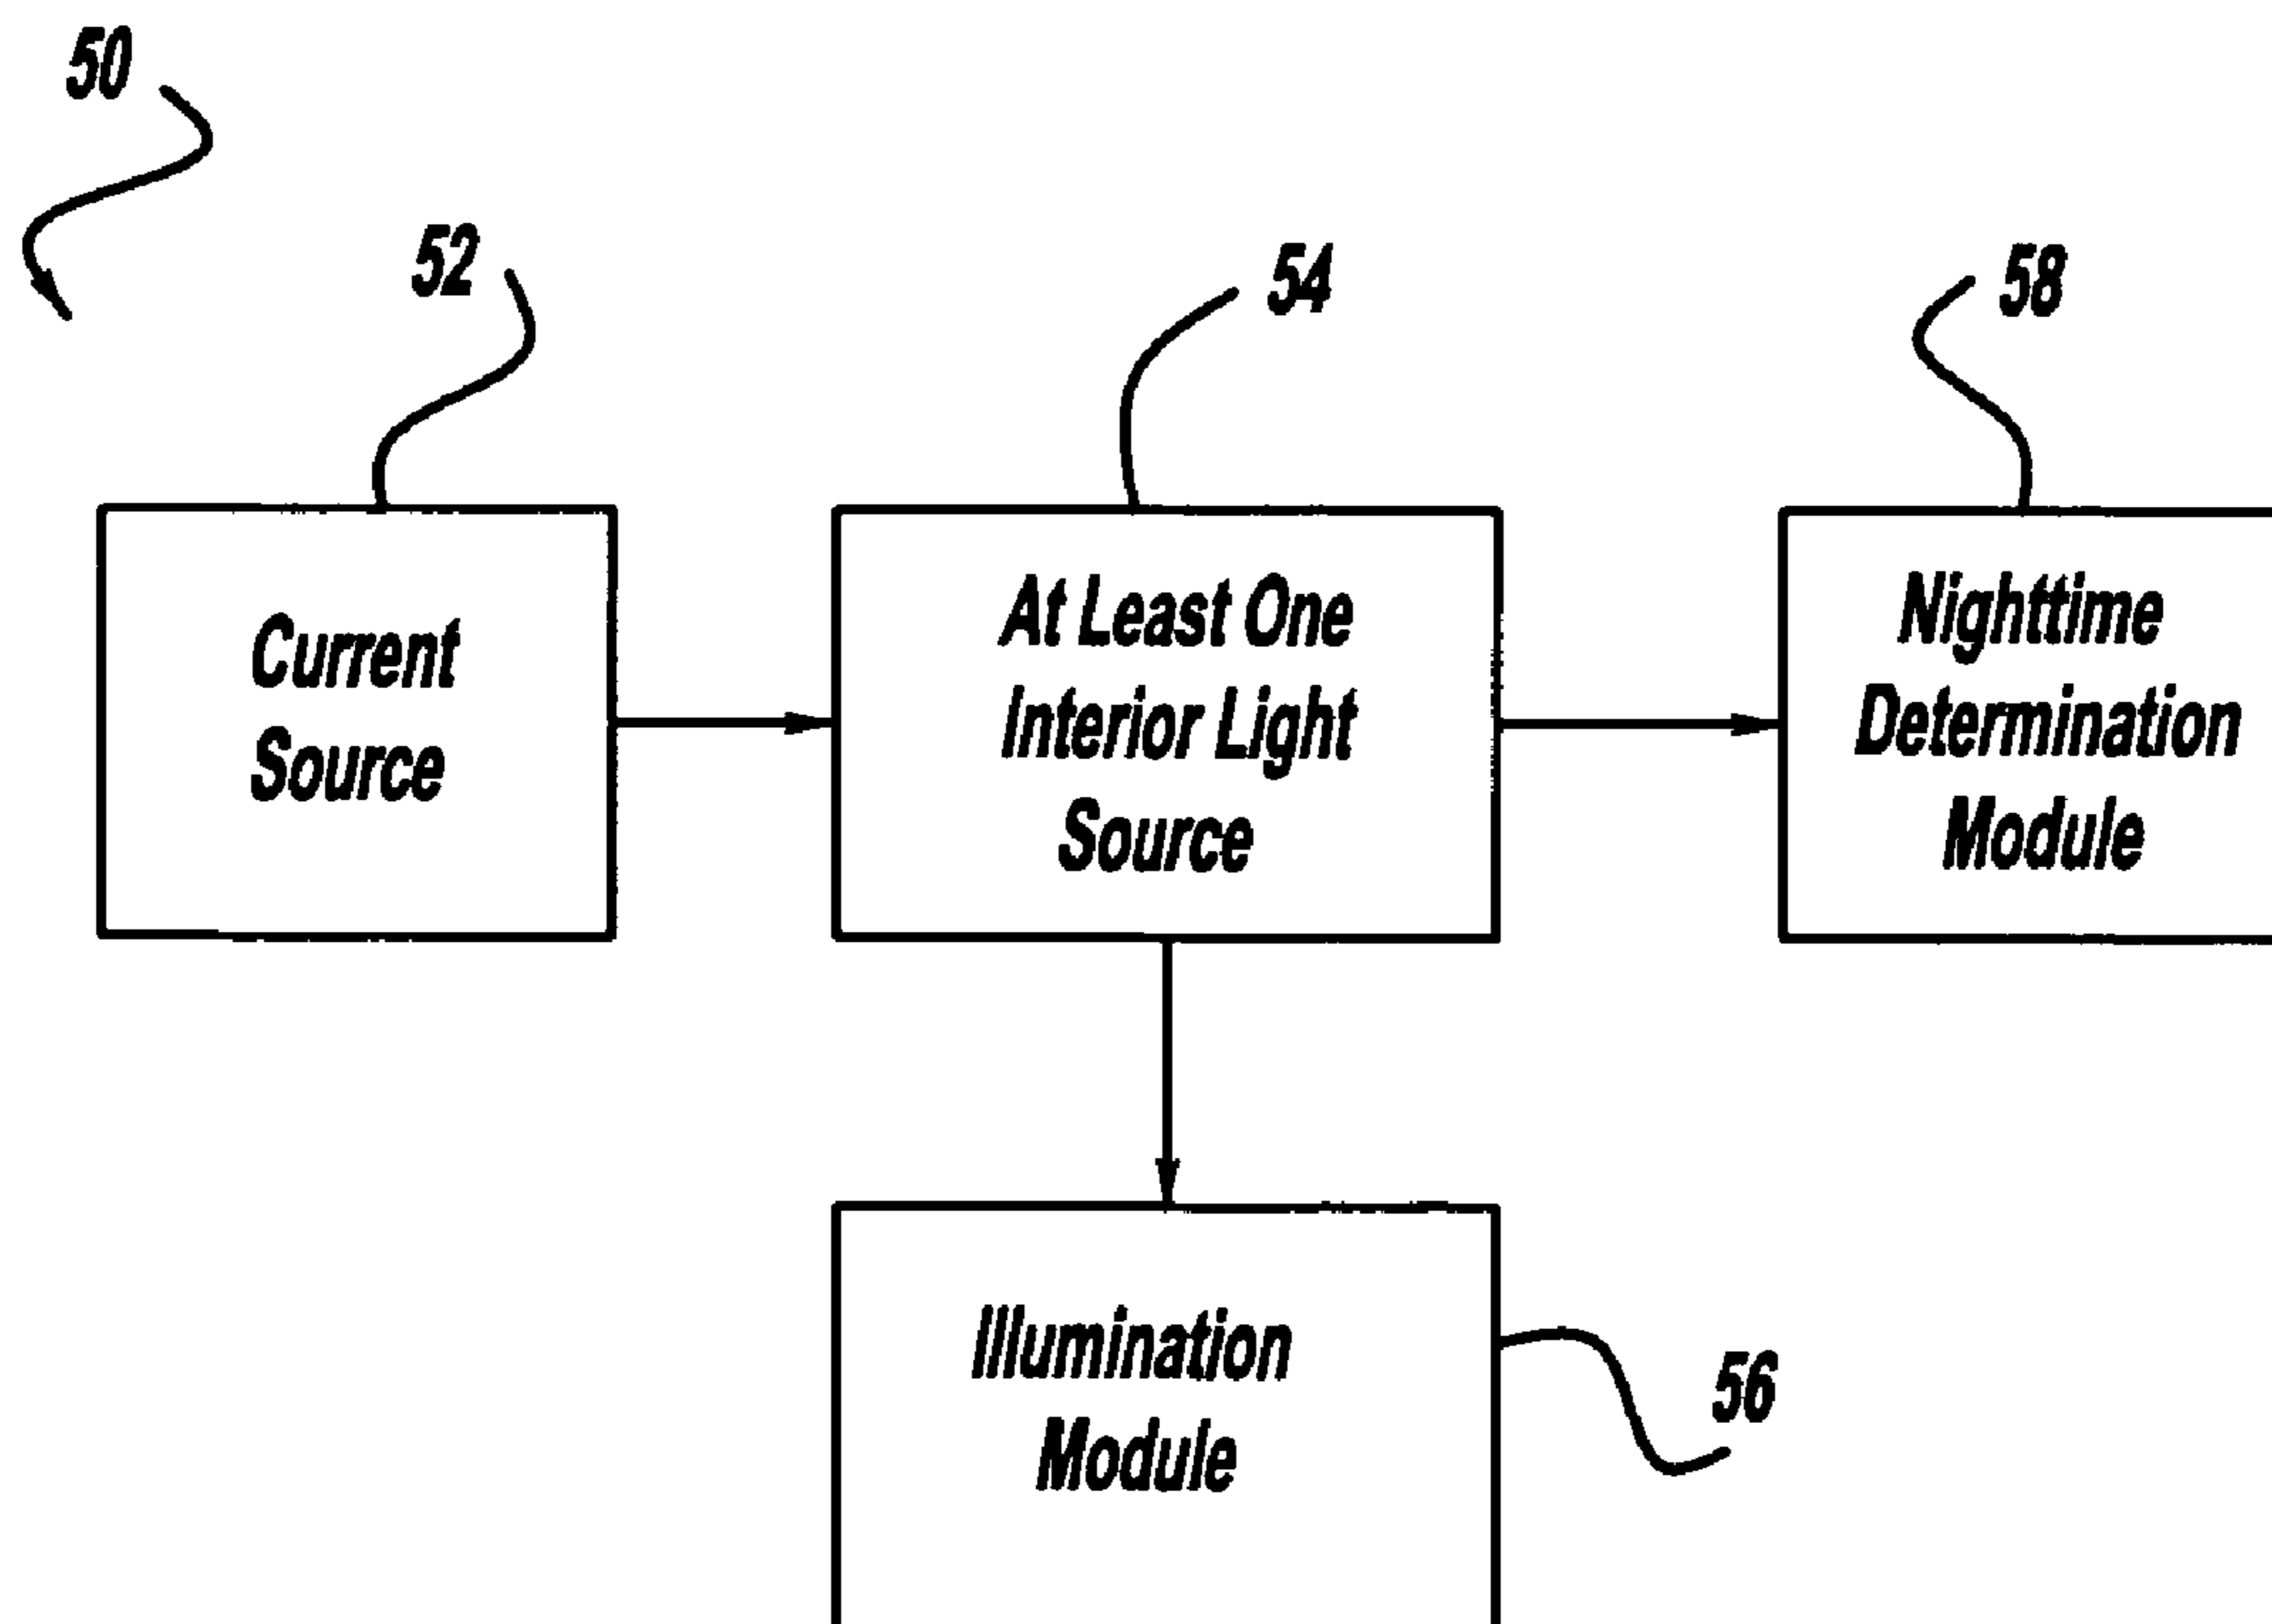 50
52
54
58
Current
Source
At Least One
Interior Light
Source
Nighttime
Determination
Module
Illumination
Module
56